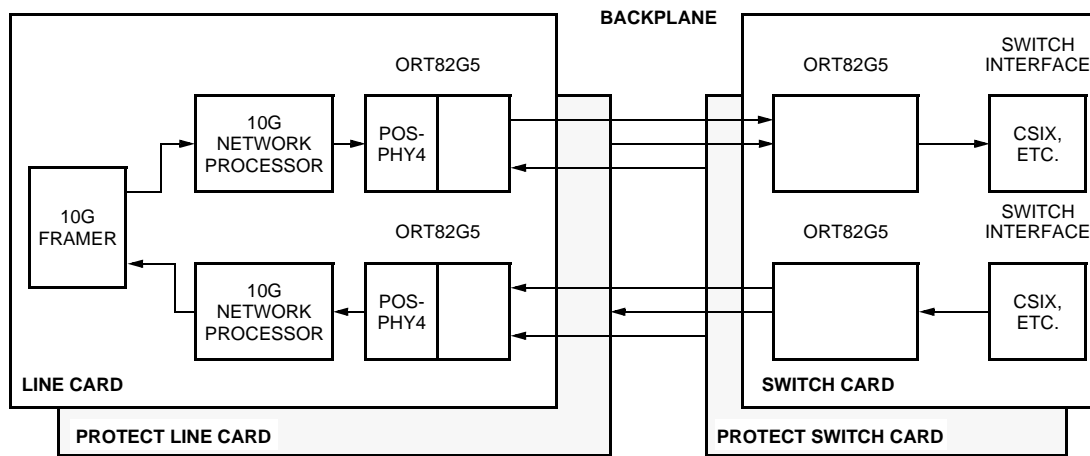 BACKPLANE
SWITCH
INTERFACE
ORT82G5
ORT82G5
10G
NETWORK
PROCESSOR
POS-
PHY4
CSIX,
ETC.
10G
FRAMER
ORT82G5
ORT82G5
SWITCH
INTERFACE
10G
NETWORK
PROCESSOR
POS-
PHY4
CSIX,
ETC.
LINE CARD
SWITCH CARD
PROTECT LINE CARD
PROTECT SWITCH CARD